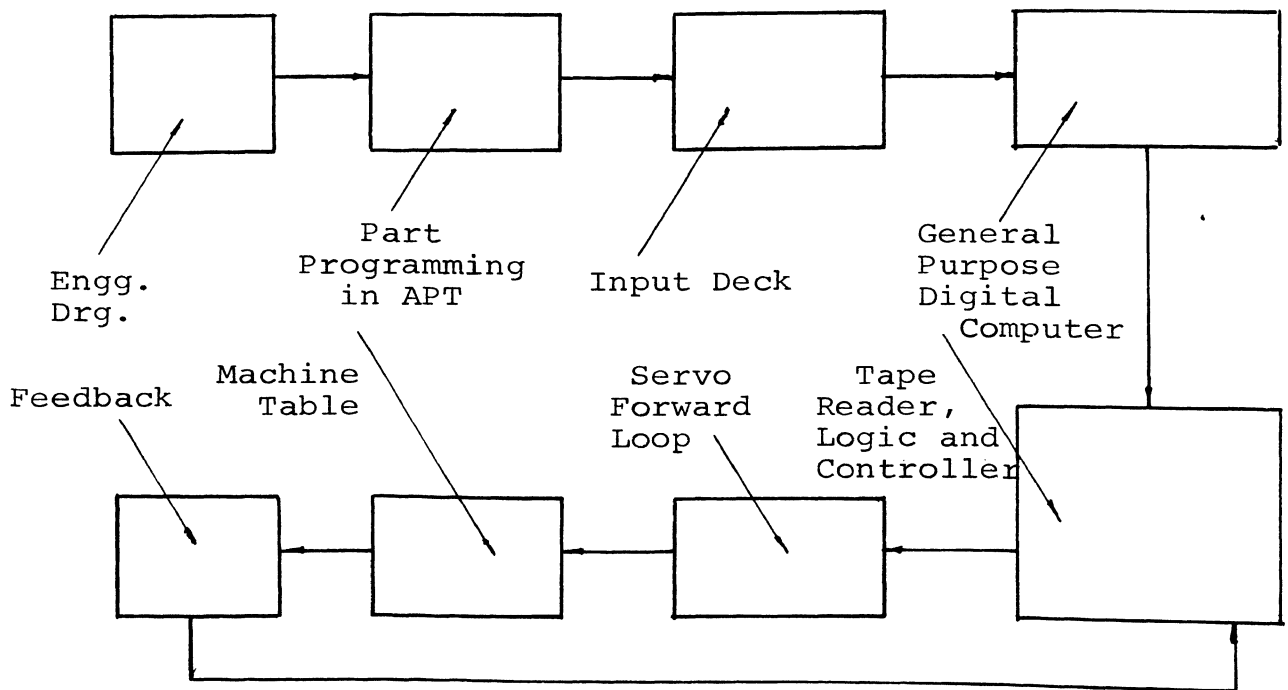 Engg.
Drg.
Part
Programming
in APT
Input Deck
General
Purpose
Digital
Computer
Feedback
Machine
Table
Servo
Forward
Loop
Tape
Reader,
Logic and
Controller